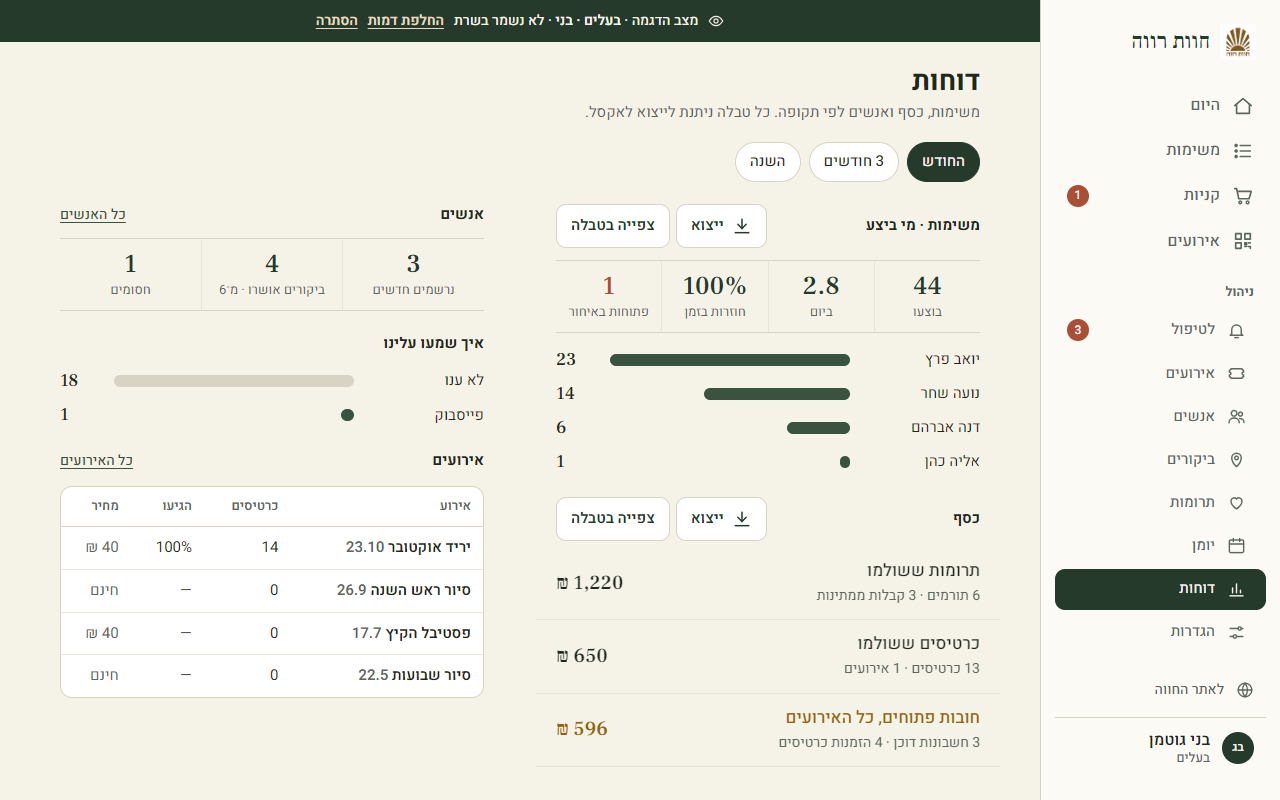 חוות רווה
היום
משימות
קניות 1
אירועים
ניהול
לטיפול 3
אירועים
אנשים
ביקורים
תרומות
יומן
דוחות
הגדרות
לאתר החווה
בג בני גוטמן
בעלים
מצב הדגמה · בעלים · בני · לא נשמר בשרת החלפת דמות הסתרה
דוחות
משימות, כסף ואנשים לפי תקופה. כל טבלה ניתנת לייצוא לאקסל.
החודש 3 חודשים השנה
משימות · מי ביצע ייצוא צפייה בטבלה
44 2.8 100% 1
בוצעו ביום חוזרות בזמן פתוחות באיחור
יואב פרץ 23
נועה שחר 14
דנה אברהם 6
אליה כהן 1
כסף ייצוא צפייה בטבלה
תרומות ששולמו 1,220 ₪
6 תורמים · 3 קבלות ממתינות
כרטיסים ששולמו 650 ₪
13 כרטיסים · 1 אירועים
חובות פתוחים, כל האירועים 596 ₪
3 חשבונות דוכן · 4 הזמנות כרטיסים
אנשים כל האנשים
3 4 1
נרשמים חדשים ביקורים אושרו · מ־6 חסומים
איך שמעו עלינו
לא ענו 18
פייסבוק 1
אירועים כל האירועים
אירוע כרטיסים הגיעו מחיר
יריד אוקטובר 23.10 14 100% 40 ₪
סיור ראש השנה 26.9 0 — חינם
פסטיבל הקיץ 17.7 0 — 40 ₪
סיור שבועות 22.5 0 — חינם